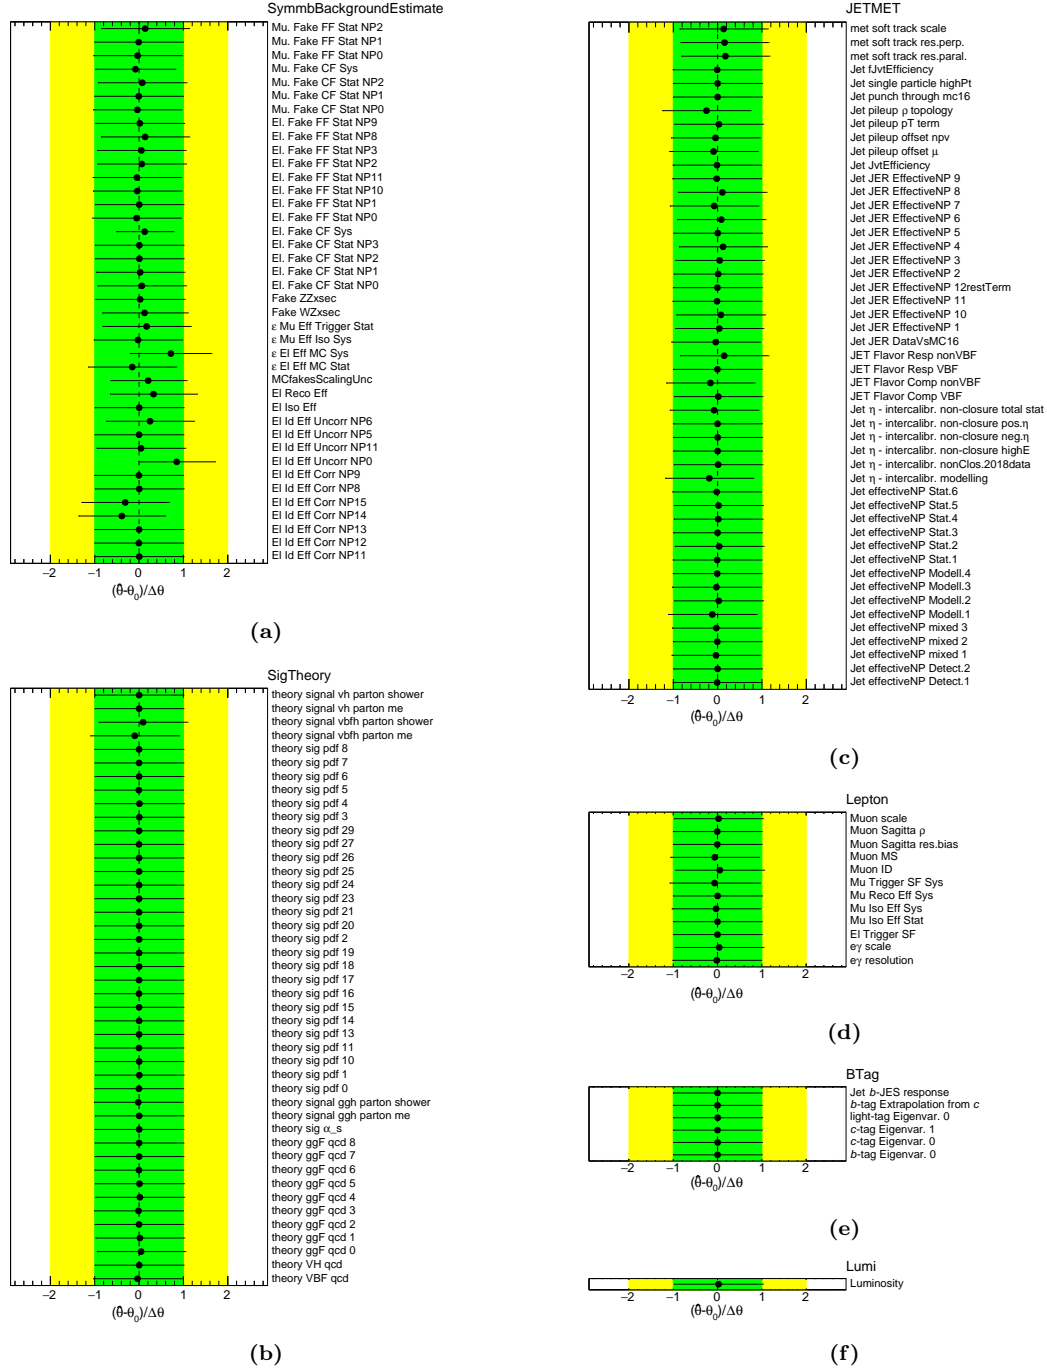 SymmbBackgroundEstimate
Mu. Fake FF Stat NP2
Mu. Fake FF Stat NP1
Mu. Fake FF Stat NP0
Mu. Fake CF Sys
Mu. Fake CF Stat NP2
Mu. Fake CF Stat NP1
Mu. Fake CF Stat NP0
El. Fake FF Stat NP9
El. Fake FF Stat NP8
El. Fake FF Stat NP3
El. Fake FF Stat NP2
El. Fake FF Stat NP11
El. Fake FF Stat NP10
El. Fake FF Stat NP1
El. Fake FF Stat NP0
El. Fake CF Sys
El. Fake CF Stat NP3
El. Fake CF Stat NP2
El. Fake CF Stat NP1
El. Fake CF Stat NP0
Fake ZZxsec
Fake WZxsec
ε Mu Eff Trigger Stat
ε Mu Eff Iso Sys
ε El Eff MC Sys
ε El Eff MC Stat
MCfakesScalingUnc
El Reco Eff
El Iso Eff
El Id Eff Uncorr NP6
El Id Eff Uncorr NP5
El Id Eff Uncorr NP11
El Id Eff Uncorr NP0
El Id Eff Corr NP9
El Id Eff Corr NP8
El Id Eff Corr NP15
El Id Eff Corr NP14
El Id Eff Corr NP13
El Id Eff Corr NP12
El Id Eff Corr NP11
−2 −1 0 1 2
(θ̂-θ₀)/Δθ
(a)
SigTheory
theory signal vh parton shower
theory signal vh parton me
theory signal vbfh parton shower
theory signal vbfh parton me
theory sig pdf 8
theory sig pdf 7
theory sig pdf 6
theory sig pdf 5
theory sig pdf 4
theory sig pdf 3
theory sig pdf 29
theory sig pdf 27
theory sig pdf 26
theory sig pdf 25
theory sig pdf 24
theory sig pdf 23
theory sig pdf 21
theory sig pdf 20
theory sig pdf 2
theory sig pdf 19
theory sig pdf 18
theory sig pdf 17
theory sig pdf 16
theory sig pdf 15
theory sig pdf 14
theory sig pdf 13
theory sig pdf 11
theory sig pdf 10
theory sig pdf 1
theory sig pdf 0
theory signal ggh parton shower
theory signal ggh parton me
theory sig α_s
theory ggF qcd 8
theory ggF qcd 7
theory ggF qcd 6
theory ggF qcd 5
theory ggF qcd 4
theory ggF qcd 3
theory ggF qcd 2
theory ggF qcd 1
theory ggF qcd 0
theory VH qcd
theory VBF qcd
−2 −1 0 1 2
(θ̂-θ₀)/Δθ
(b)
JETMET
met soft track scale
met soft track res.perp.
met soft track res.paral.
Jet fJvtEfficiency
Jet single particle highPt
Jet punch through mc16
Jet pileup ρ topology
Jet pileup pT term
Jet pileup offset npv
Jet pileup offset μ
Jet JvtEfficiency
Jet JER EffectiveNP 9
Jet JER EffectiveNP 8
Jet JER EffectiveNP 7
Jet JER EffectiveNP 6
Jet JER EffectiveNP 5
Jet JER EffectiveNP 4
Jet JER EffectiveNP 3
Jet JER EffectiveNP 2
Jet JER EffectiveNP 12restTerm
Jet JER EffectiveNP 11
Jet JER EffectiveNP 10
Jet JER EffectiveNP 1
Jet JER DataVsMC16
JET Flavor Resp nonVBF
JET Flavor Resp VBF
JET Flavor Comp nonVBF
JET Flavor Comp VBF
Jet η - intercalibr. non-closure total stat
Jet η - intercalibr. non-closure pos.η
Jet η - intercalibr. non-closure neg.η
Jet η - intercalibr. non-closure highE
Jet η - intercalibr. nonClos.2018data
Jet η - intercalibr. modelling
Jet effectiveNP Stat.6
Jet effectiveNP Stat.5
Jet effectiveNP Stat.4
Jet effectiveNP Stat.3
Jet effectiveNP Stat.2
Jet effectiveNP Stat.1
Jet effectiveNP Modell.4
Jet effectiveNP Modell.3
Jet effectiveNP Modell.2
Jet effectiveNP Modell.1
Jet effectiveNP mixed 3
Jet effectiveNP mixed 2
Jet effectiveNP mixed 1
Jet effectiveNP Detect.2
Jet effectiveNP Detect.1
−2 −1 0 1 2
(θ̂-θ₀)/Δθ
(c)
Lepton
Muon scale
Muon Sagitta ρ
Muon Sagitta res.bias
Muon MS
Muon ID
Mu Trigger SF Sys
Mu Reco Eff Sys
Mu Iso Eff Sys
Mu Iso Eff Stat
El Trigger SF
eγ scale
eγ resolution
−2 −1 0 1 2
(θ̂-θ₀)/Δθ
(d)
BTag
Jet b-JES response
b-tag Extrapolation from c
light-tag Eigenvar. 0
c-tag Eigenvar. 1
c-tag Eigenvar. 0
b-tag Eigenvar. 0
−2 −1 0 1 2
(θ̂-θ₀)/Δθ
(e)
Lumi
Luminosity
−2 −1 0 1 2
(θ̂-θ₀)/Δθ
(f)